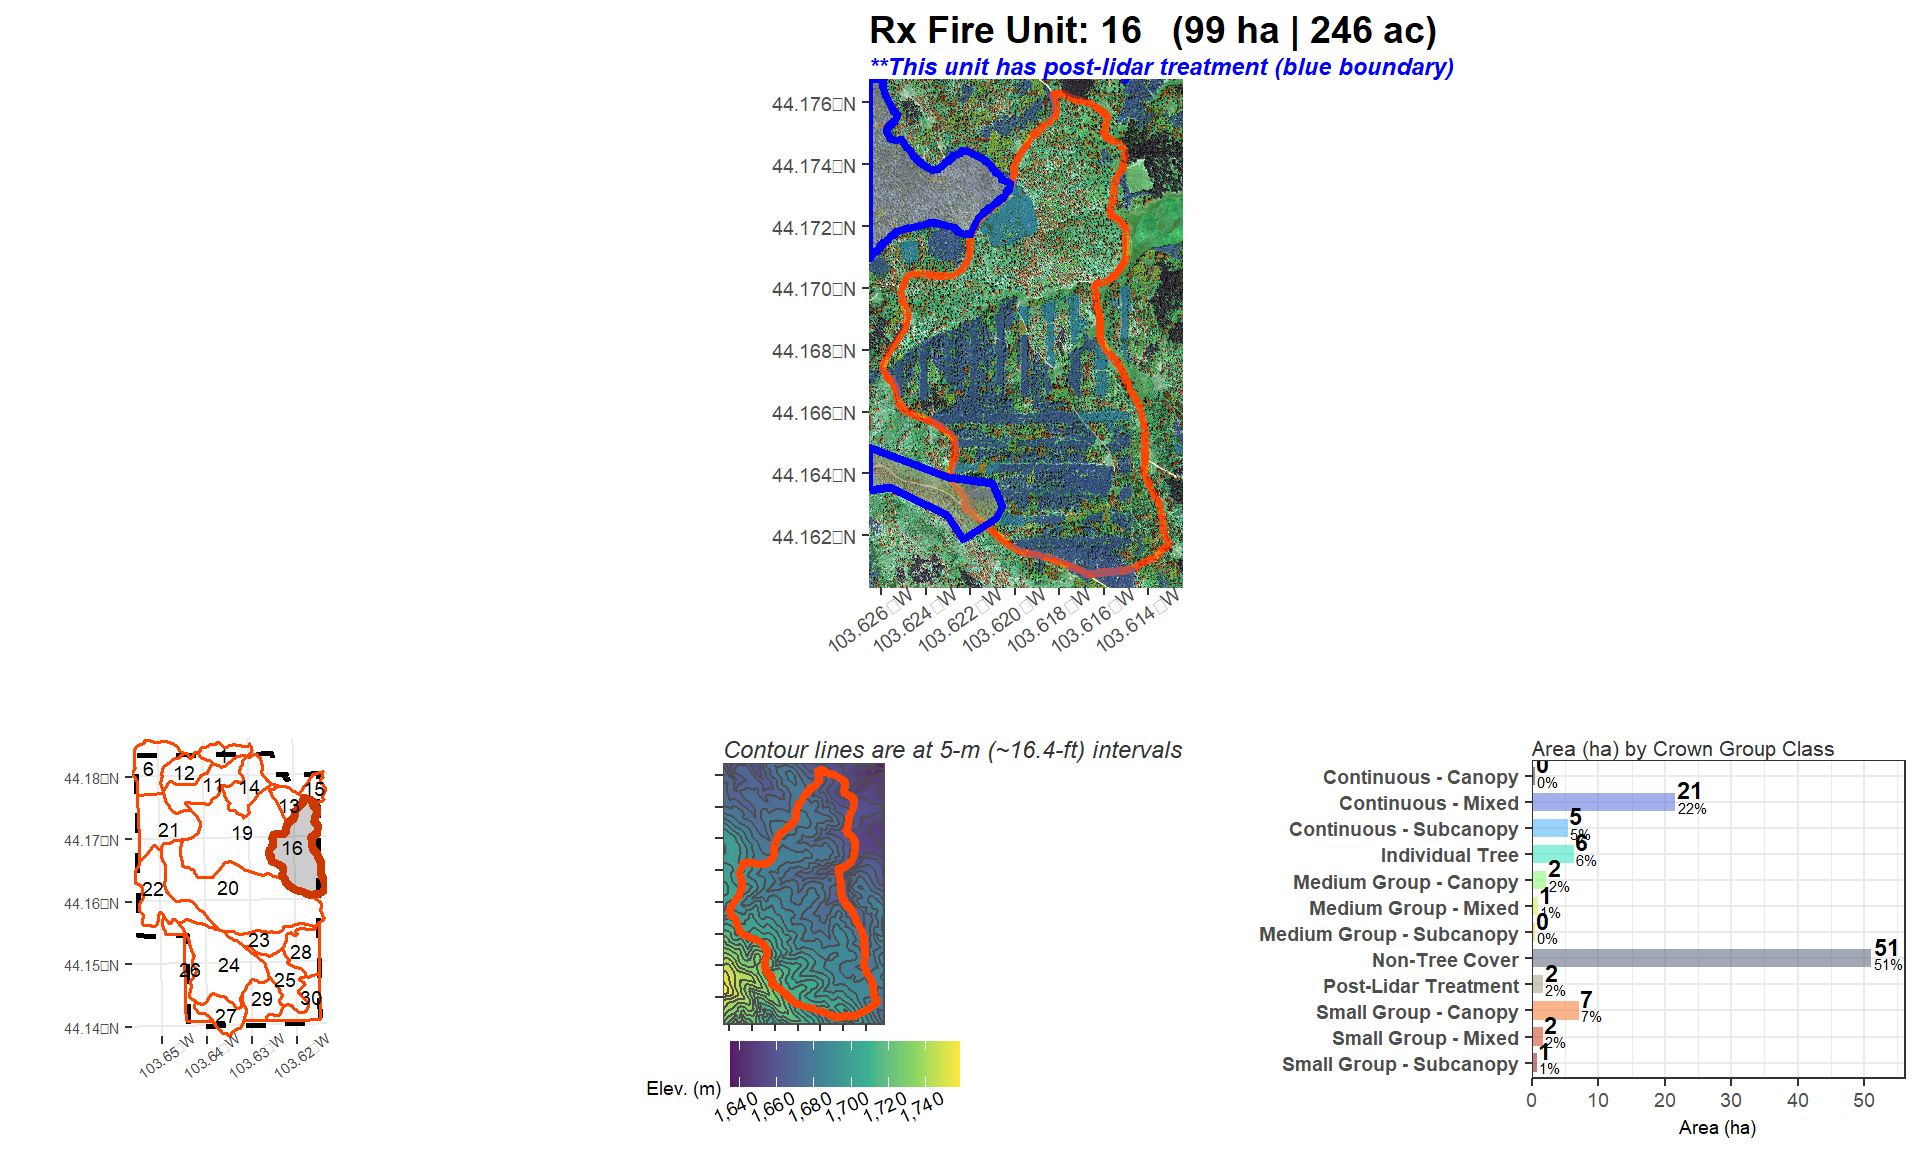 Rx Fire Unit: 16 (99 ha | 246 ac)
**This unit has post-lidar treatment (blue boundary)
44.176□N
44.174□N
44.172□N
44.170□N
44.168□N
44.166□N
44.164□N
44.162□N
103.626□W
103.624□W
103.622□W
103.620□W
103.618□W
103.616□W
103.614□W
44.18□N
44.17□N
44.16□N
44.15□N
44.14□N
103.65□W
103.64□W
103.63□W
103.62□W
6
12
1
11
14
15
13
21
19
16
22
20
23
28
26
24
25
29
30
27
Contour lines are at 5-m (~16.4-ft) intervals
Elev. (m)
1,640
1,660
1,680
1,700
1,720
1,740
Area (ha) by Crown Group Class
Continuous - Canopy
0
0%
Continuous - Mixed
21
22%
Continuous - Subcanopy
5
5%
Individual Tree
6
6%
Medium Group - Canopy
2
2%
Medium Group - Mixed
1
1%
Medium Group - Subcanopy
0
0%
Non-Tree Cover
51
51%
Post-Lidar Treatment
2
2%
Small Group - Canopy
7
7%
Small Group - Mixed
2
2%
Small Group - Subcanopy
1
1%
0
10
20
30
40
50
Area (ha)